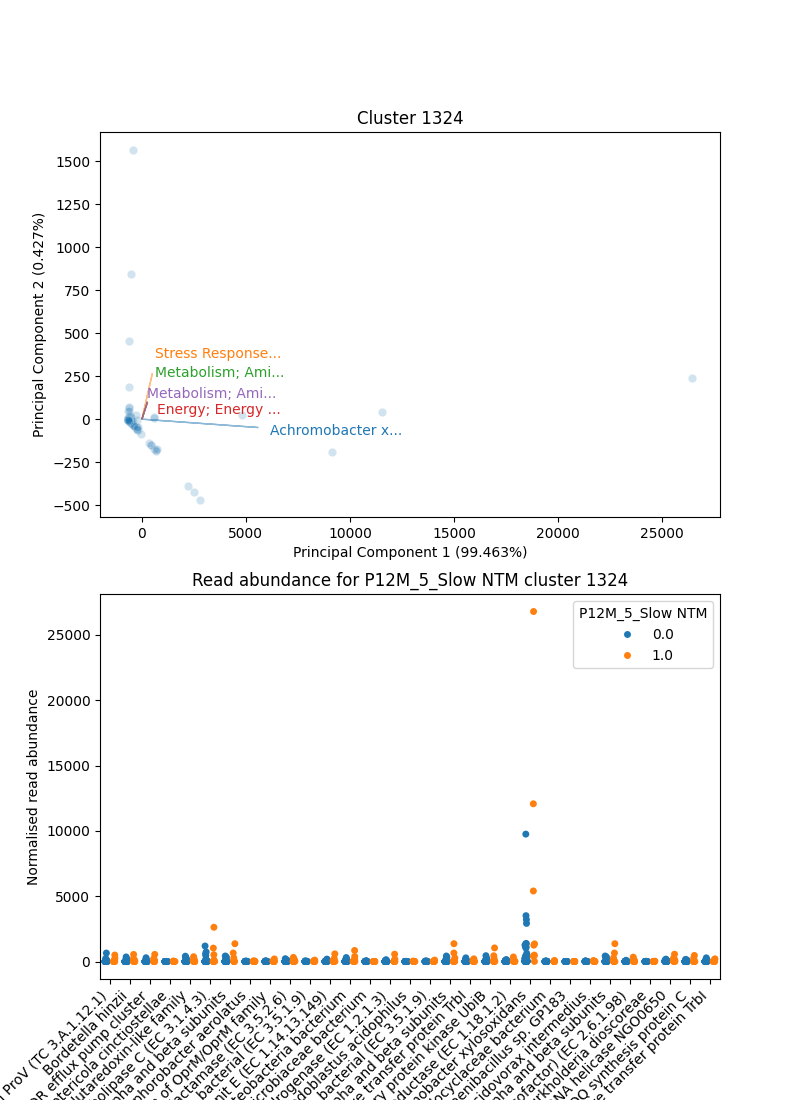 Cluster 1324
1500
1250
1000
750
500
250
0
−250
−500
Principal Component 2 (0.427%)
Stress Response...
Metabolism; Ami...
Metabolism; Ami...
Energy; Energy ...
Achromobacter x...
0
5000
10000
15000
20000
25000
Principal Component 1 (99.463%)
Read abundance for P12M_5_Slow NTM cluster 1324
25000
20000
15000
10000
5000
0
Normalised read abundance
P12M_5_Slow NTM
0.0
1.0
ProV (TC 3.A.1.12.1)
Bordetella hinzii
efflux pump cluster
family
C (EC 3.1.4.3)
and beta subunits
aerolatus
of OprM/OprM family
(EC 3.5.2.6)
bacterial (EC 3.5.1.9)
E (EC 1.14.13.149)
bacterium
bacterium
(EC 1.2.1.3)
acidophilus
bacterial (EC 3.5.1.9)
and beta subunits
transfer protein TrbI
protein kinase UbiB
(EC 1.18.1.2)
xylosoxidans
bacterium
sp. GP183
intermedius
and beta subunits
(EC 2.6.1.98)
dioscoreae
helicase NGO0650
synthesis protein C
transfer protein TrbI